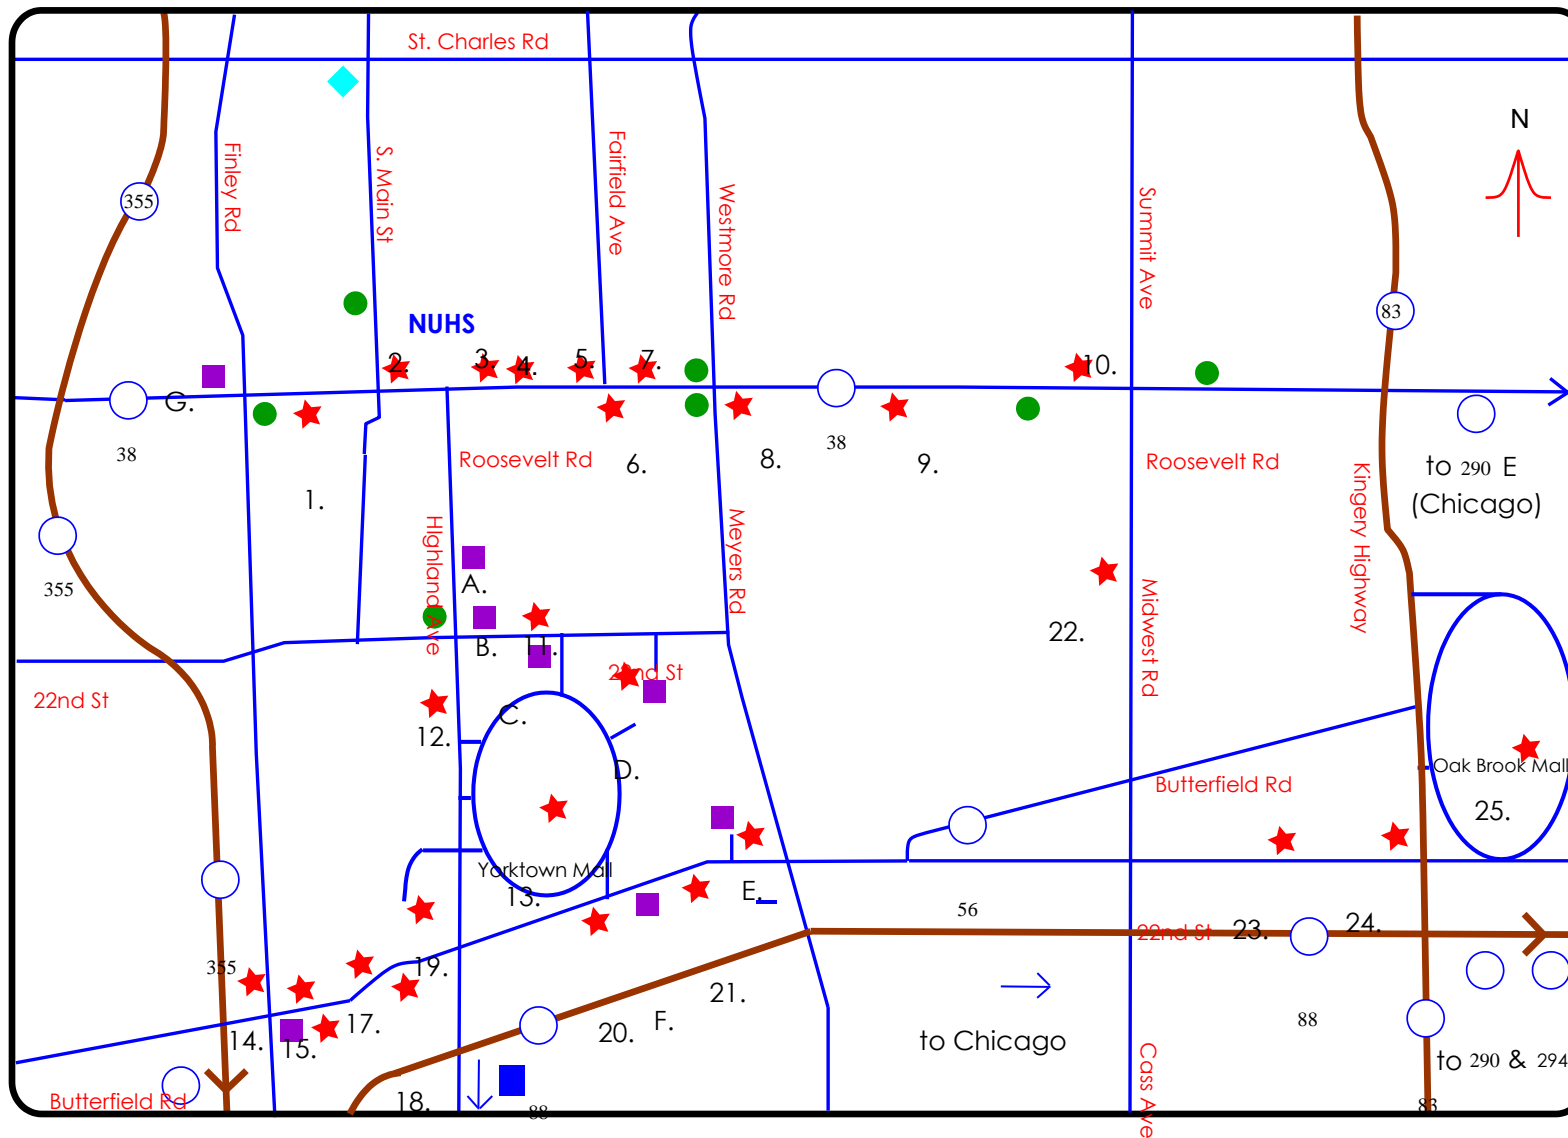 St. Charles Rd
N
Finley Rd
S. Main St
Fairfield Ave
Westmore Rd
Summit Ave
355
83
NUHS
2.
3.
4.
5.
7.
10.
G.
38
1.
Roosevelt Rd
6.
8.
38
9.
Roosevelt Rd
to 290 E
(Chicago)
Kingery Highway
355
HIghland Ave
Meyers Rd
A.
B.
11.
22.
Midwest Rd
22nd St
22nd St
12.
C.
D.
Butterfield Rd
Oak Brook Mall
25.
Yorktown Mall
13.
E.
56
22nd St
23.
24.
355
19.
21.
14.
15.
17.
20.
F.
to Chicago
88
to 290 & 294
Butterfield Rd
18.
88
Cass Ave
83